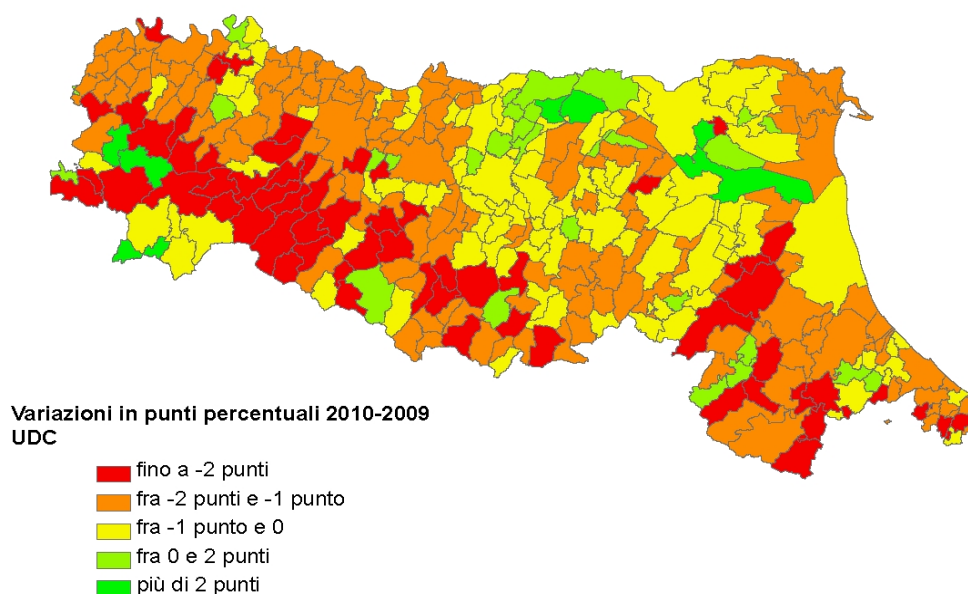 Variazioni in punti percentuali 2010-2009
UDC
fino a -2 punti
fra -2 punti e -1 punto
fra -1 punto e 0
fra 0 e 2 punti
più di 2 punti